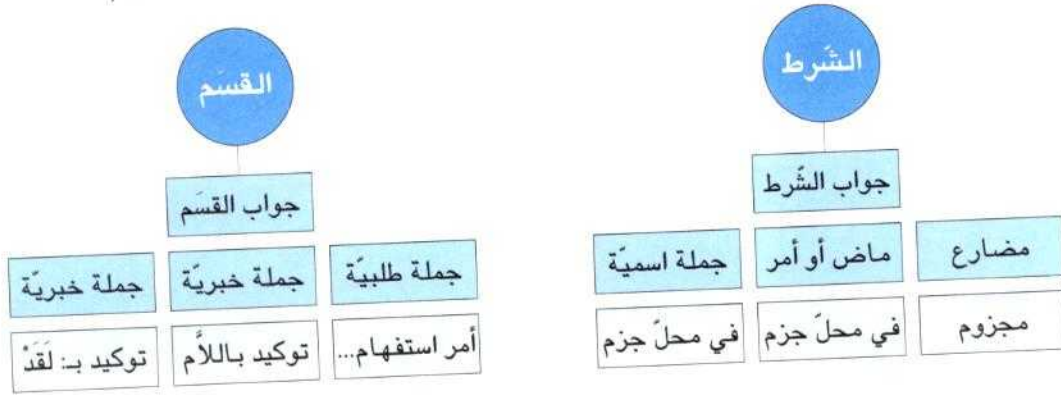 الشّرط
جواب الشّرط
مضارع
ماض أو أمر
جملة اسميّة
مجزوم
في محلّ جزم
في محلّ جزم
القسَم
جواب القسَم
جملة طلبيّة
جملة خبريّة
جملة خبريّة
أمر استفهام...
توكيد باللاَّم
توكيد بـ: لَقَدْ